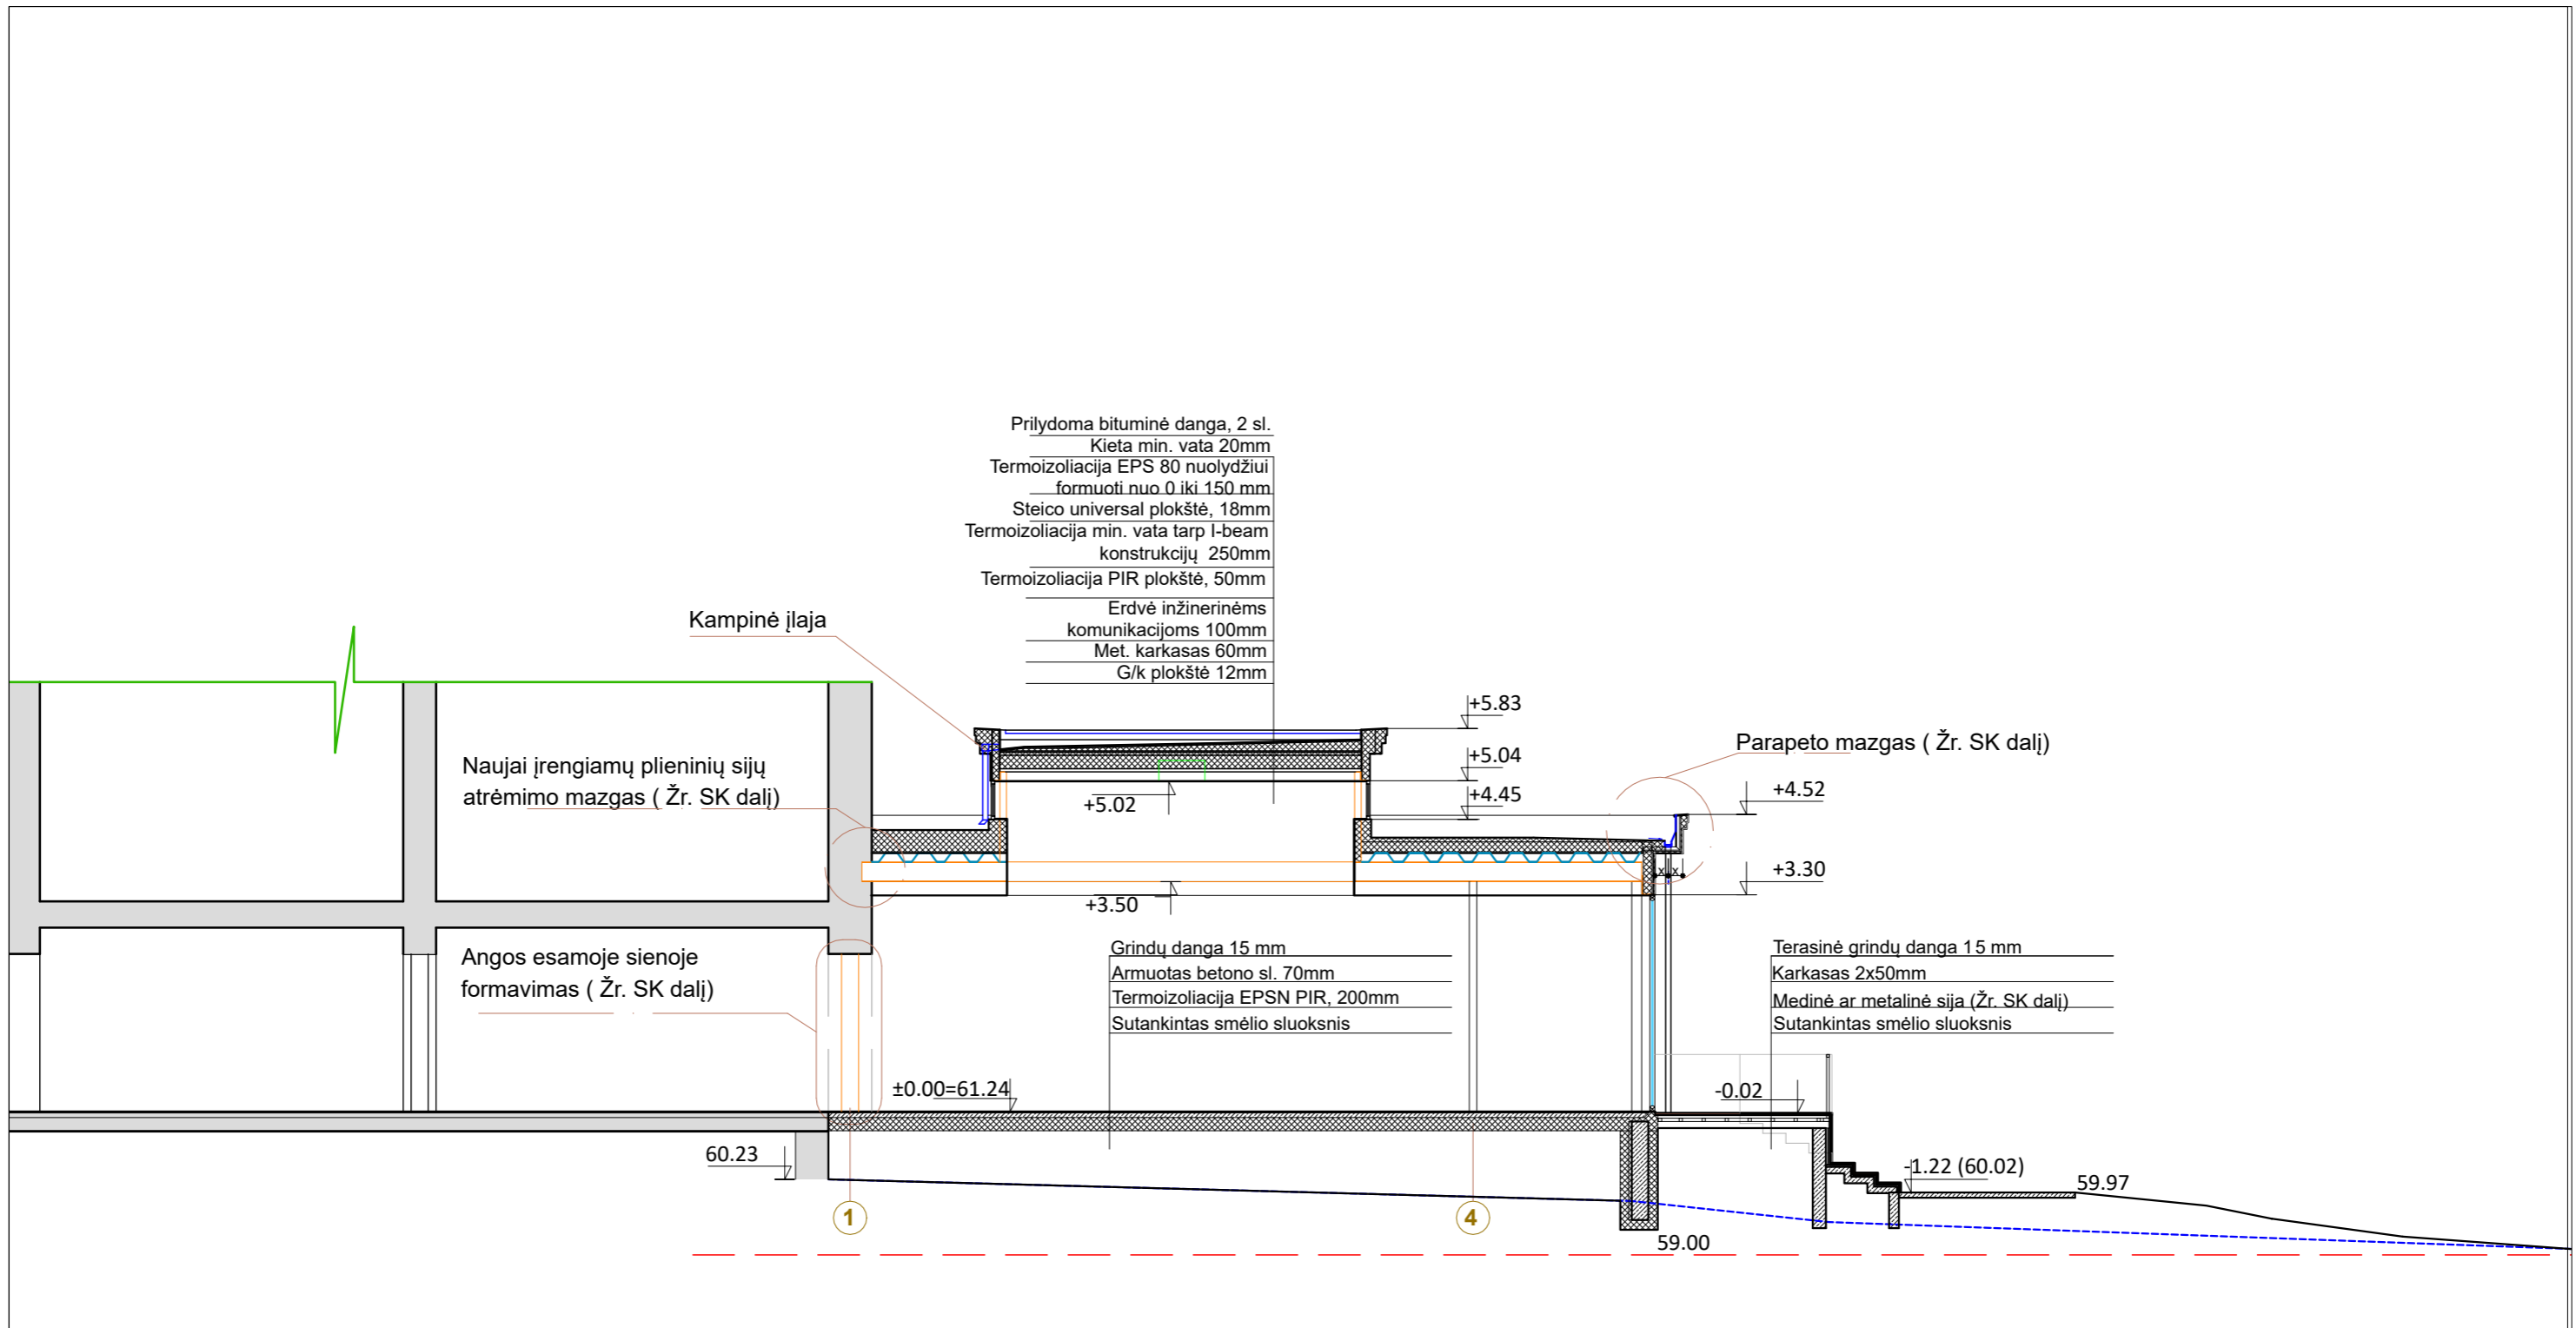 Prilydoma bituminė danga, 2 sl.
Kieta min. vata 20mm
Termoizoliacija EPS 80 nuolydžiui
formuoti nuo 0 iki 150 mm
Steico universal plokštė, 18mm
Termoizoliacija min. vata tarp I-beam
konstrukcijų 250mm
Termoizoliacija PIR plokštė, 50mm
Erdvė inžinerinėms
komunikacijoms 100mm
Met. karkasas 60mm
G/k plokštė 12mm
Kampinė įlaja
Naujai įrengiamų plieninių sijų
atrėmimo mazgas ( Žr. SK dalį)
Parapeto mazgas ( Žr. SK dalį)
+5.83
+5.04
+5.02
+4.45
+4.52
+3.30
x x
+3.50
Angos esamoje sienoje
formavimas ( Žr. SK dalį)
Grindų danga 15 mm
Armuotas betono sl. 70mm
Termoizoliacija EPSN PIR, 200mm
Sutankintas smėlio sluoksnis
Terasinė grindų danga 15 mm
Karkasas 2x50mm
Medinė ar metalinė sija (Žr. SK dalį)
Sutankintas smėlio sluoksnis
±0.00=61.24
-0.02
60.23
-1.22 (60.02)
59.97
1
4
59.00